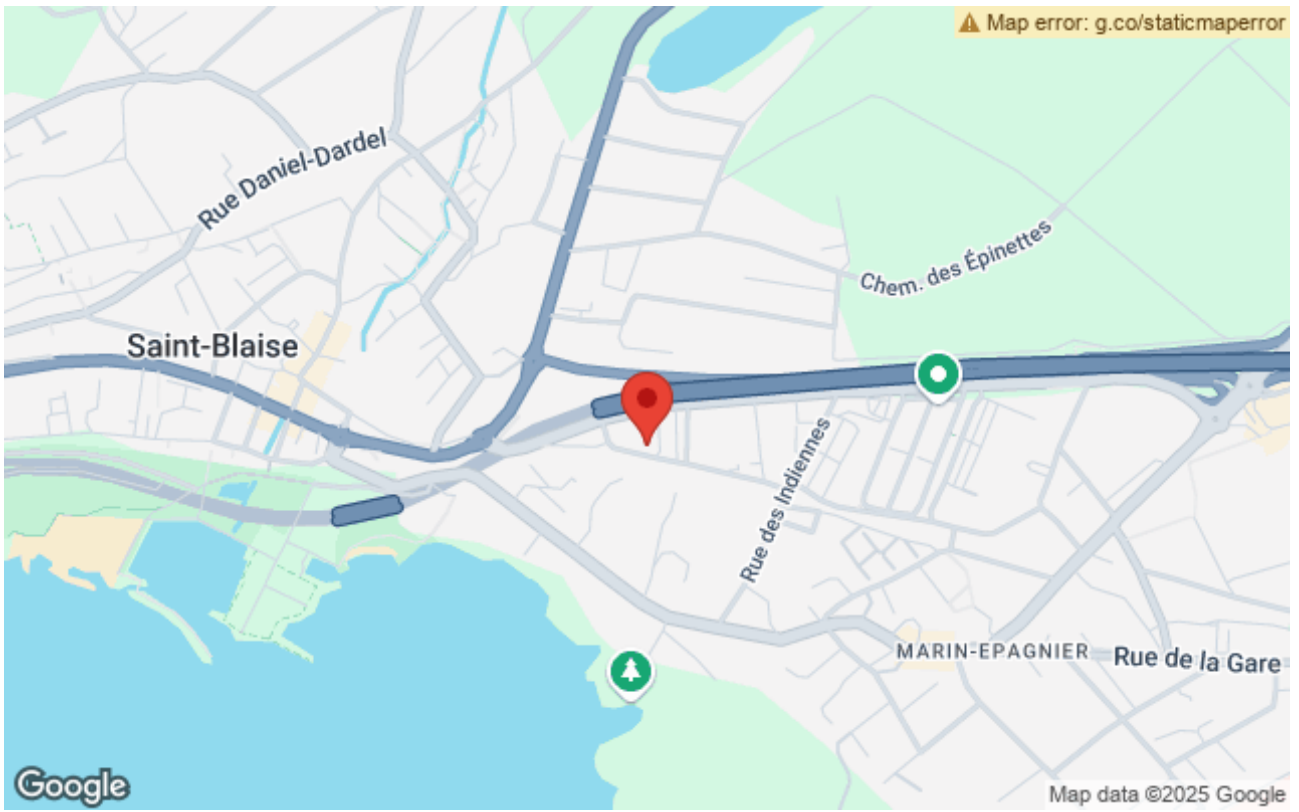 Map error: g.co/staticmaperror
Rue Daniel-Dardel
Chem. des Épinettes
Saint-Blaise
Rue des Indiennes
MARIN-EPAGNIER
Rue de la Gare
Google
Map data ©2025 Google